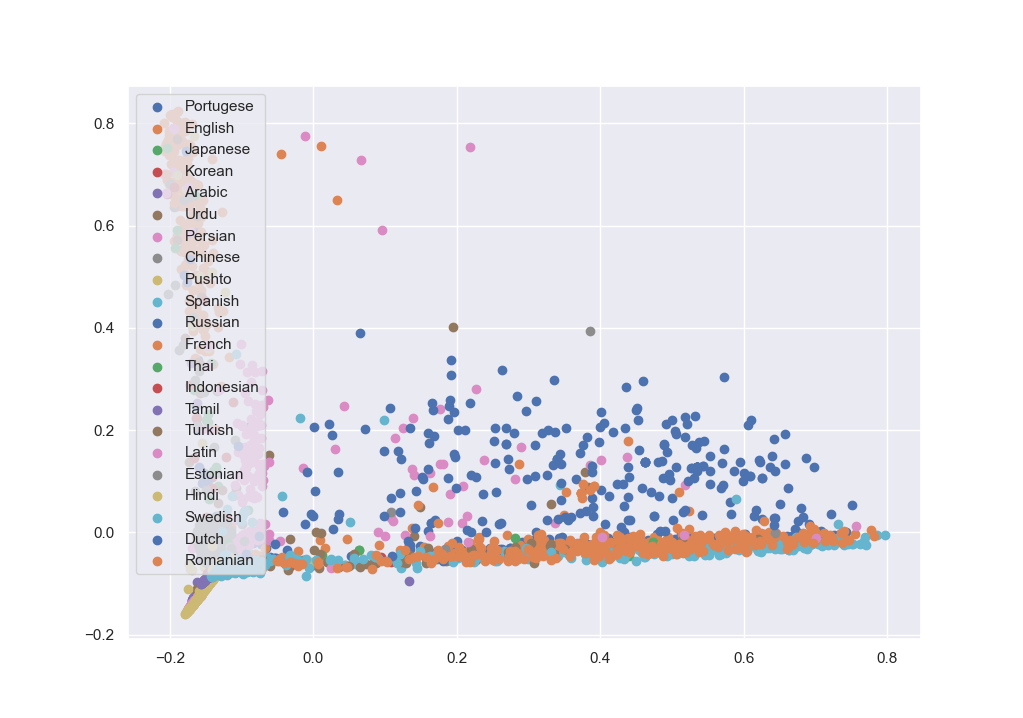 Portugese
English
Japanese
Korean
Arabic
Urdu
Persian
Chinese
Pushto
Spanish
Russian
French
Thai
Indonesian
Tamil
Turkish
Latin
Estonian
Hindi
Swedish
Dutch
Romanian
0.8
0.6
0.4
0.2
0.0
−0.2
−0.2 0.0 0.2 0.4 0.6 0.8